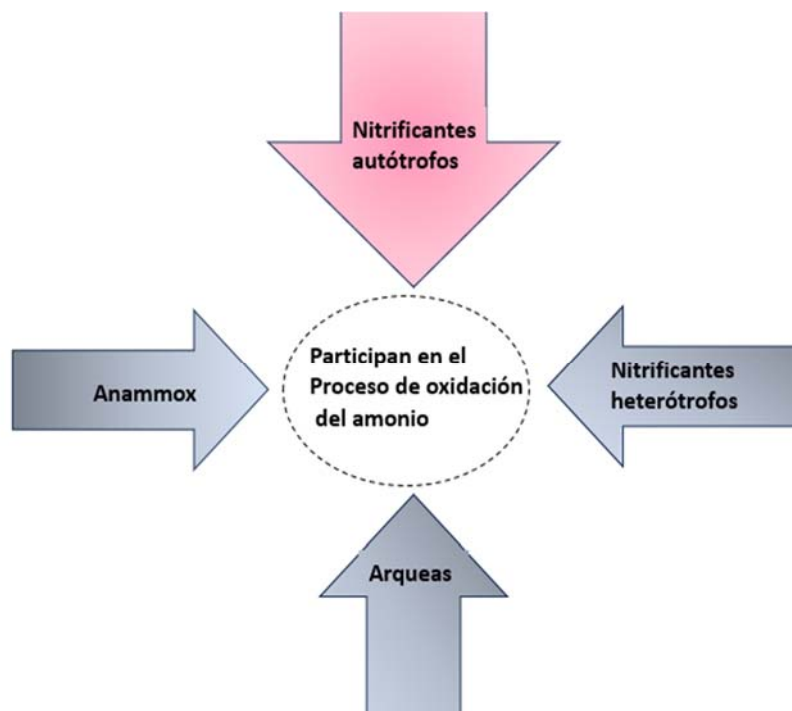 Nitrificantes
autótrofos
Participan en el
Proceso de oxidación
del amonio
Anammox
Nitrificantes
heterótrofos
Arqueas